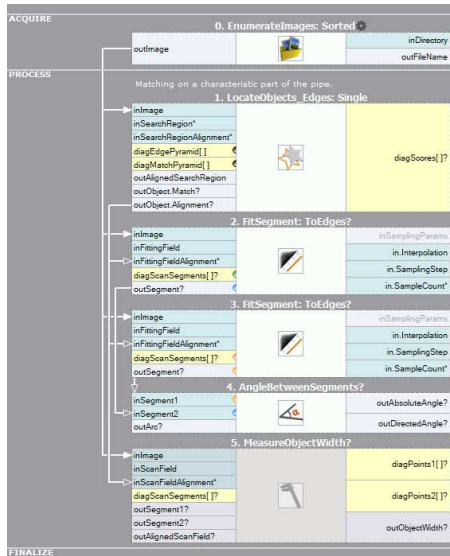 ACQUIRE
0. EnumerateImages: Sorted
outImage
inDirectory
outFileName
PROCESS
Matching on a characteristic part of the pipe.
1. LocateObjects_Edges: Single
inImage
inSearchRegion*
inSearchRegionAlignment*
diagEdgePyramid[ ]
diagMatchPyramid[ ]
outAlignedSearchRegion
outObject.Match?
outObject.Alignment?
diagScores[ ]?
2. FitSegment: ToEdges?
inImage
inFittingField
inFittingFieldAlignment*
diagScanSegments[ ]?
outSegment?
inSamplingParams
in.Interpolation
in.SamplingStep
in.SampleCount*
3. FitSegment: ToEdges?
inImage
inFittingField
inFittingFieldAlignment*
diagScanSegments[ ]?
outSegment?
inSamplingParams
in.Interpolation
in.SamplingStep
in.SampleCount*
4. AngleBetweenSegments?
inSegment1
inSegment2
outArc?
outAbsoluteAngle?
outDirectedAngle?
5. MeasureObjectWidth?
inImage
inScanField
inScanFieldAlignment*
diagScanSegments[ ]?
outSegment1?
outSegment2?
outAlignedScanField?
diagPoints1[ ]?
diagPoints2[ ]?
outObjectWidth?
FINALIZE